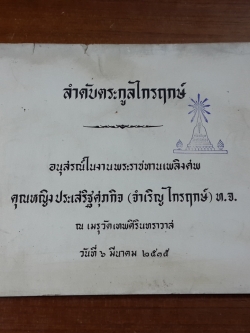 ลำดับตระกูลไกรฤกษ์
อนุสรณ์ในงานพระราชทานเพลิงศพ
คุณหญิงประเสริฐศุภกิจ (จำเริญ ไกรฤกษ์) ท.จ.
ณ เมรุวัดเทพศิรินทราวาส
วันที่ ๖ มีนาคม ๒๕๑๕